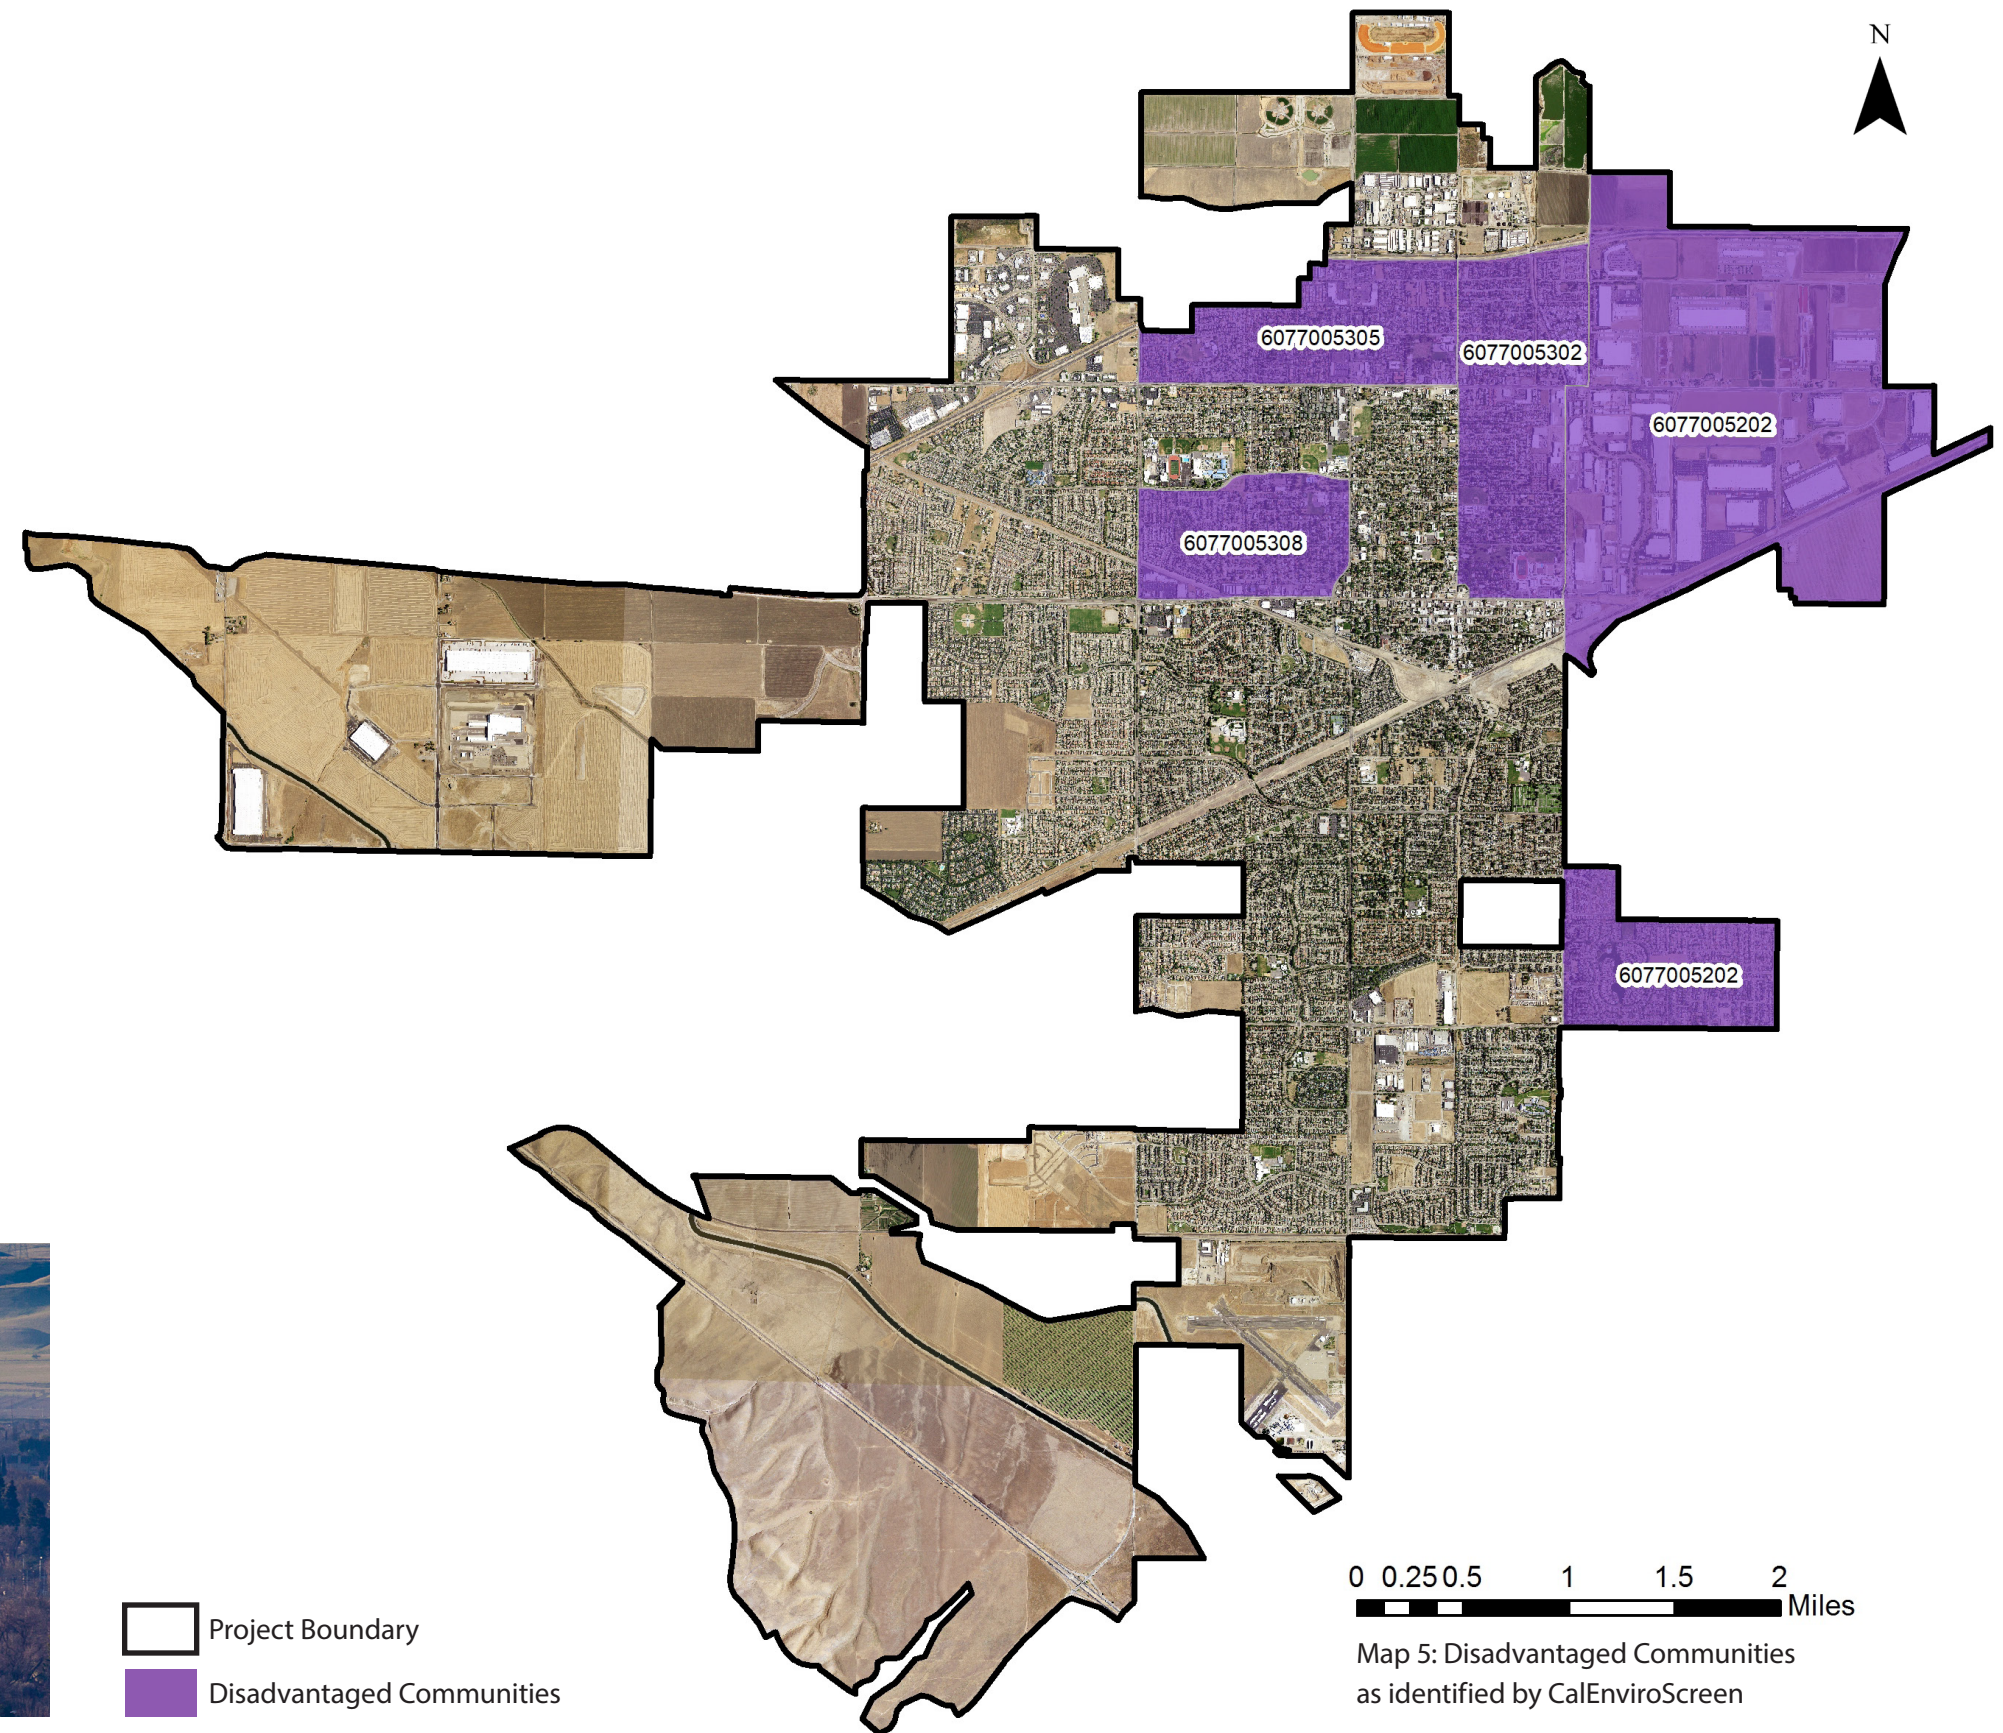 N
6077005305
6077005302
6077005202
6077005308
6077005202
0 0.25 0.5 1 1.5 2
Miles
Project Boundary
Disadvantaged Communities
Map 5: Disadvantaged Communities
as identified by CalEnviroScreen